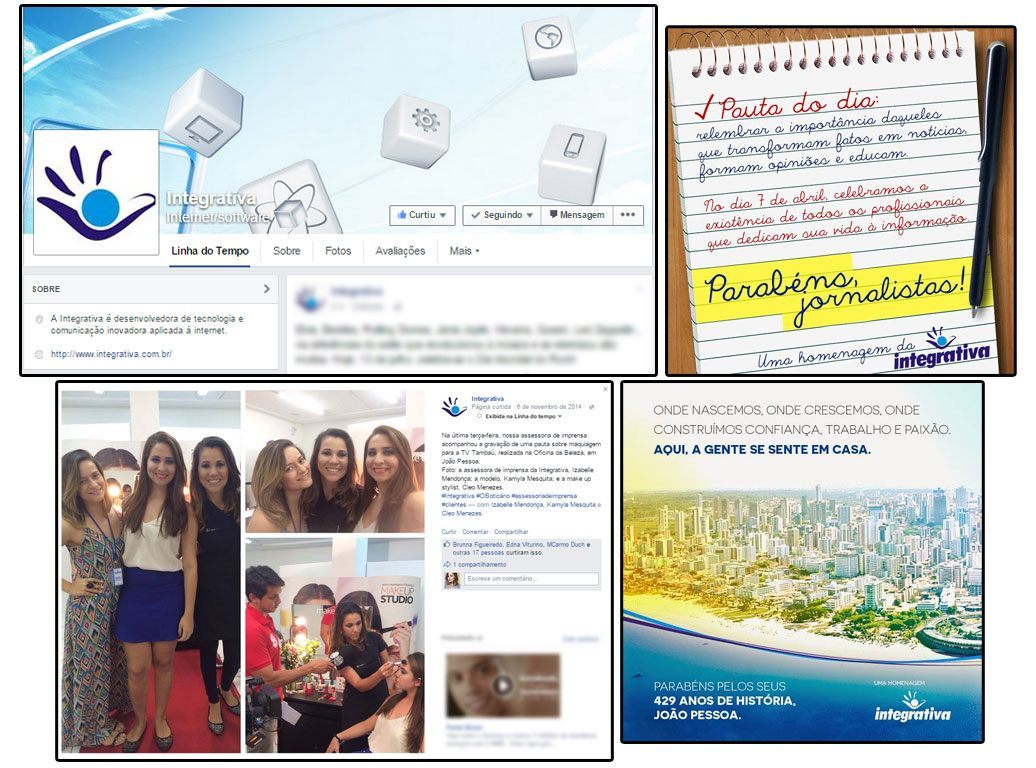 Integrativa
Internet/software
Curtiu
Seguindo
Mensagem
Linha do Tempo
Sobre
Fotos
Avaliações
Mais
SOBRE
A Integrativa é desenvolvedora de tecnologia e
comunicação inovadora aplicada á internet.
http://www.integrativa.com.br/
Pauta do dia:
relembrar a importância daqueles
que transformam fatos em notícias,
formam opiniões e educam.
No dia 7 de abril, celebramos a
existência de todos os profissionais
que dedicam sua vida à informação.
Parabéns,
jornalistas!
Uma homenagem da
integrativa
MAKEUP
STUDIO
make
Integrativa
Página curtida · 6 de novembro de 2014 ·
Exibida na Linha do tempo
Na última terça-feira, nossa assessoria de imprensa
acompanhou a gravação de uma pauta sobre maquiagem
para a TV Tambaú, realizada na Oficina da Beleza, em
João Pessoa.
Foto: a assessora de imprensa da Integrativa, Izabelle
Mendonça; a modelo, Kamyla Mesquita; e a make up
stylist, Cleo Menezes.
#Integrativa #OBoticário #assessoriadeimprensa
#clientes — com Izabelle Mendonça, Kamyla Mesquita e
Cleo Menezes.
Curtir · Comentar · Compartilhar
Brunna Figueiredo, Edna Viturino, MCarmo Duch e
outras 17 pessoas curtiram isso.
1 compartilhamento
Escreva um comentário...
ONDE NASCEMOS, ONDE CRESCEMOS, ONDE
CONSTRUÍMOS CONFIANÇA, TRABALHO E PAIXÃO.
AQUI, A GENTE SE SENTE EM CASA.
PARABÉNS PELOS SEUS
429 ANOS DE HISTÓRIA,
JOÃO PESSOA.
UMA HOMENAGEM
integrativa